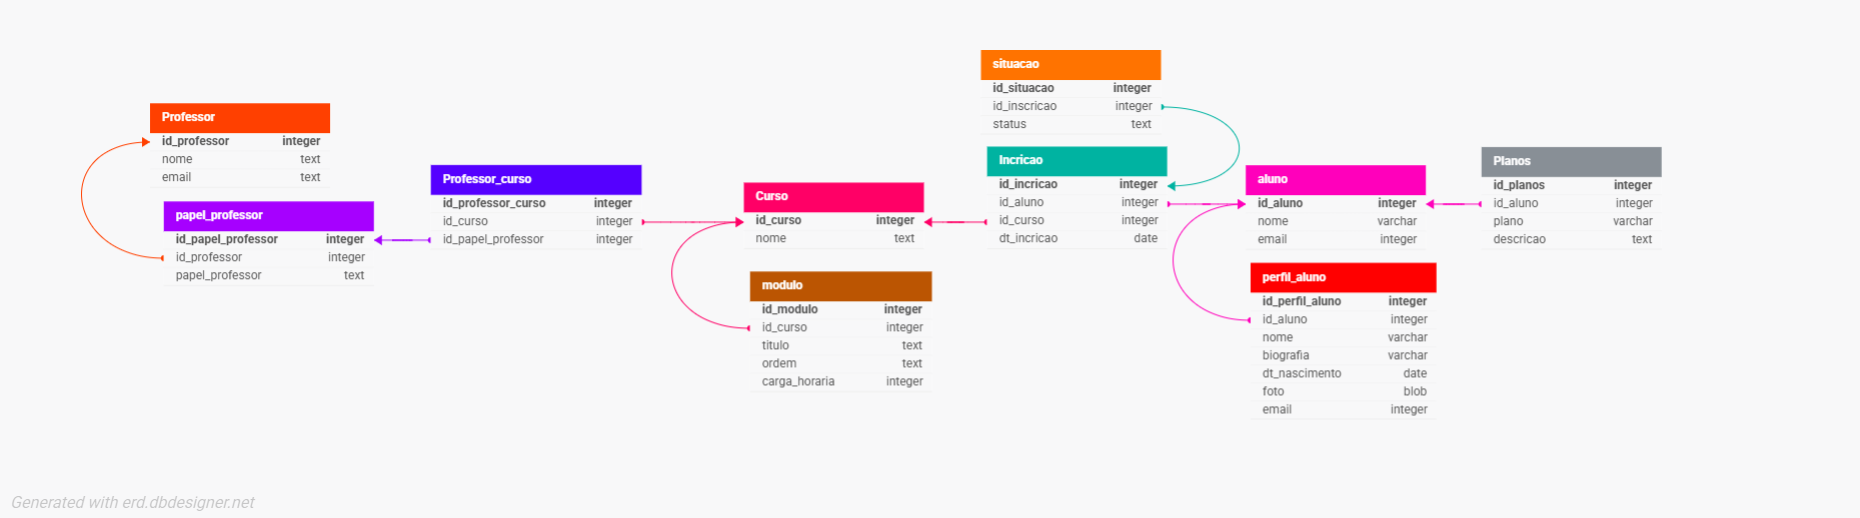 Professor
id_professor integer
nome text
email text
papel_professor
id_papel_professor integer
id_professor integer
papel_professor text
Professor_curso
id_professor_curso integer
id_curso integer
id_papel_professor integer
Curso
id_curso integer
nome text
modulo
id_modulo integer
id_curso integer
titulo text
ordem text
carga_horaria integer
situacao
id_situacao integer
id_inscricao integer
status text
Incricao
id_incricao integer
id_aluno integer
id_curso integer
dt_incricao date
aluno
id_aluno integer
nome varchar
email integer
perfil_aluno
id_perfil_aluno integer
id_aluno integer
nome varchar
biografia varchar
dt_nascimento date
foto blob
email integer
Planos
id_planos integer
id_aluno integer
plano varchar
descricao text
Generated with erd.dbdesigner.net